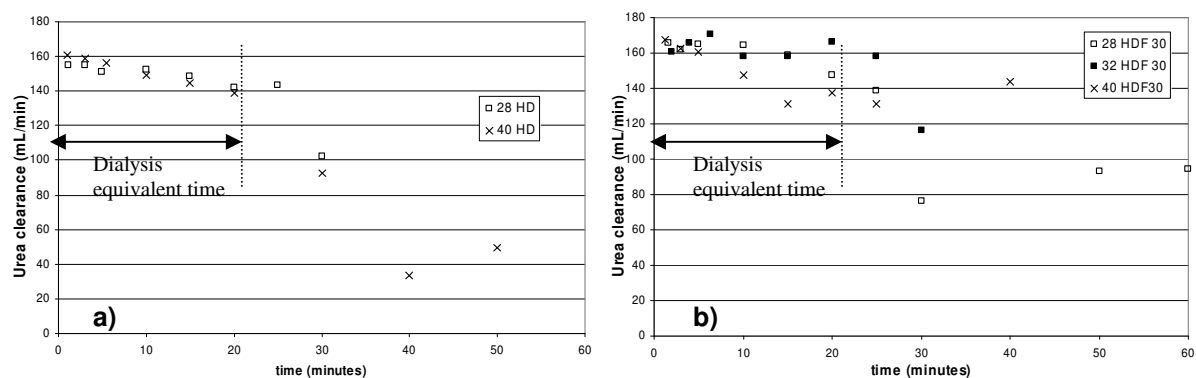 180
160
140
120
100
80
60
40
20
0
Urea clearance (mL/min)
28 HD
40 HD
Dialysis
equivalent time
a)
0 10 20 30 40 50 60
time (minutes)
180
160
140
120
100
80
60
40
20
0
Urea clearance (mL/min)
28 HDF 30
32 HDF 30
40 HDF30
Dialysis
equivalent time
b)
0 10 20 30 40 50 60
time (minutes)